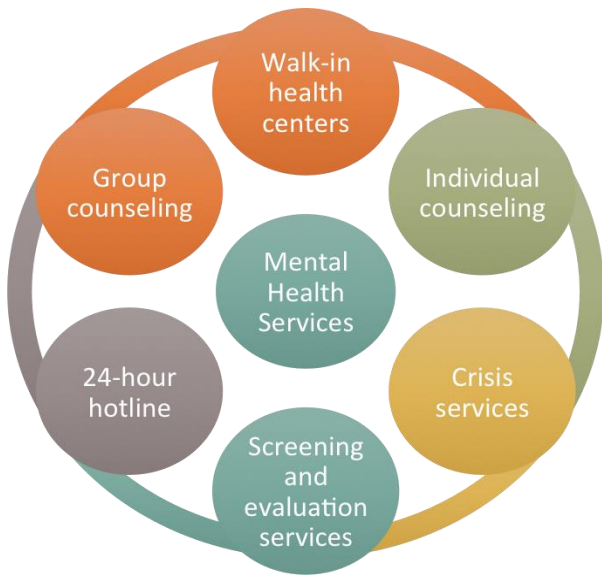 Walk-in
health
centers
Individual
counseling
Crisis
services
Screening
and
evaluation
services
24-hour
hotline
Group
counseling
Mental
Health
Services